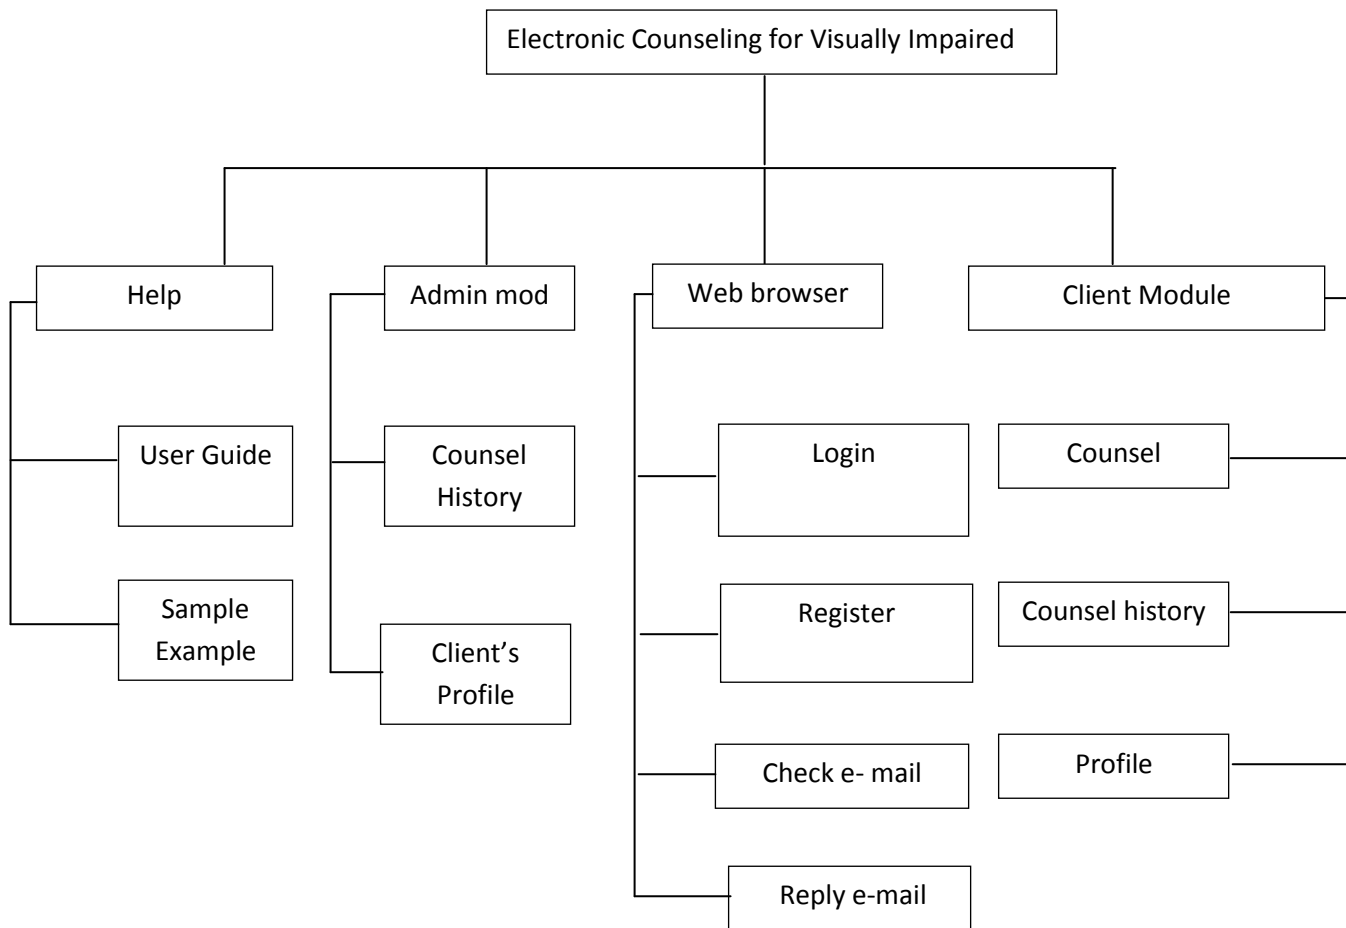 Electronic Counseling for Visually Impaired
Help
Admin mod
Web browser
Client Module
User Guide
Counsel
History
Login
Counsel
Sample
Example
Client’s
Profile
Register
Counsel history
Check e- mail
Profile
Reply e-mail